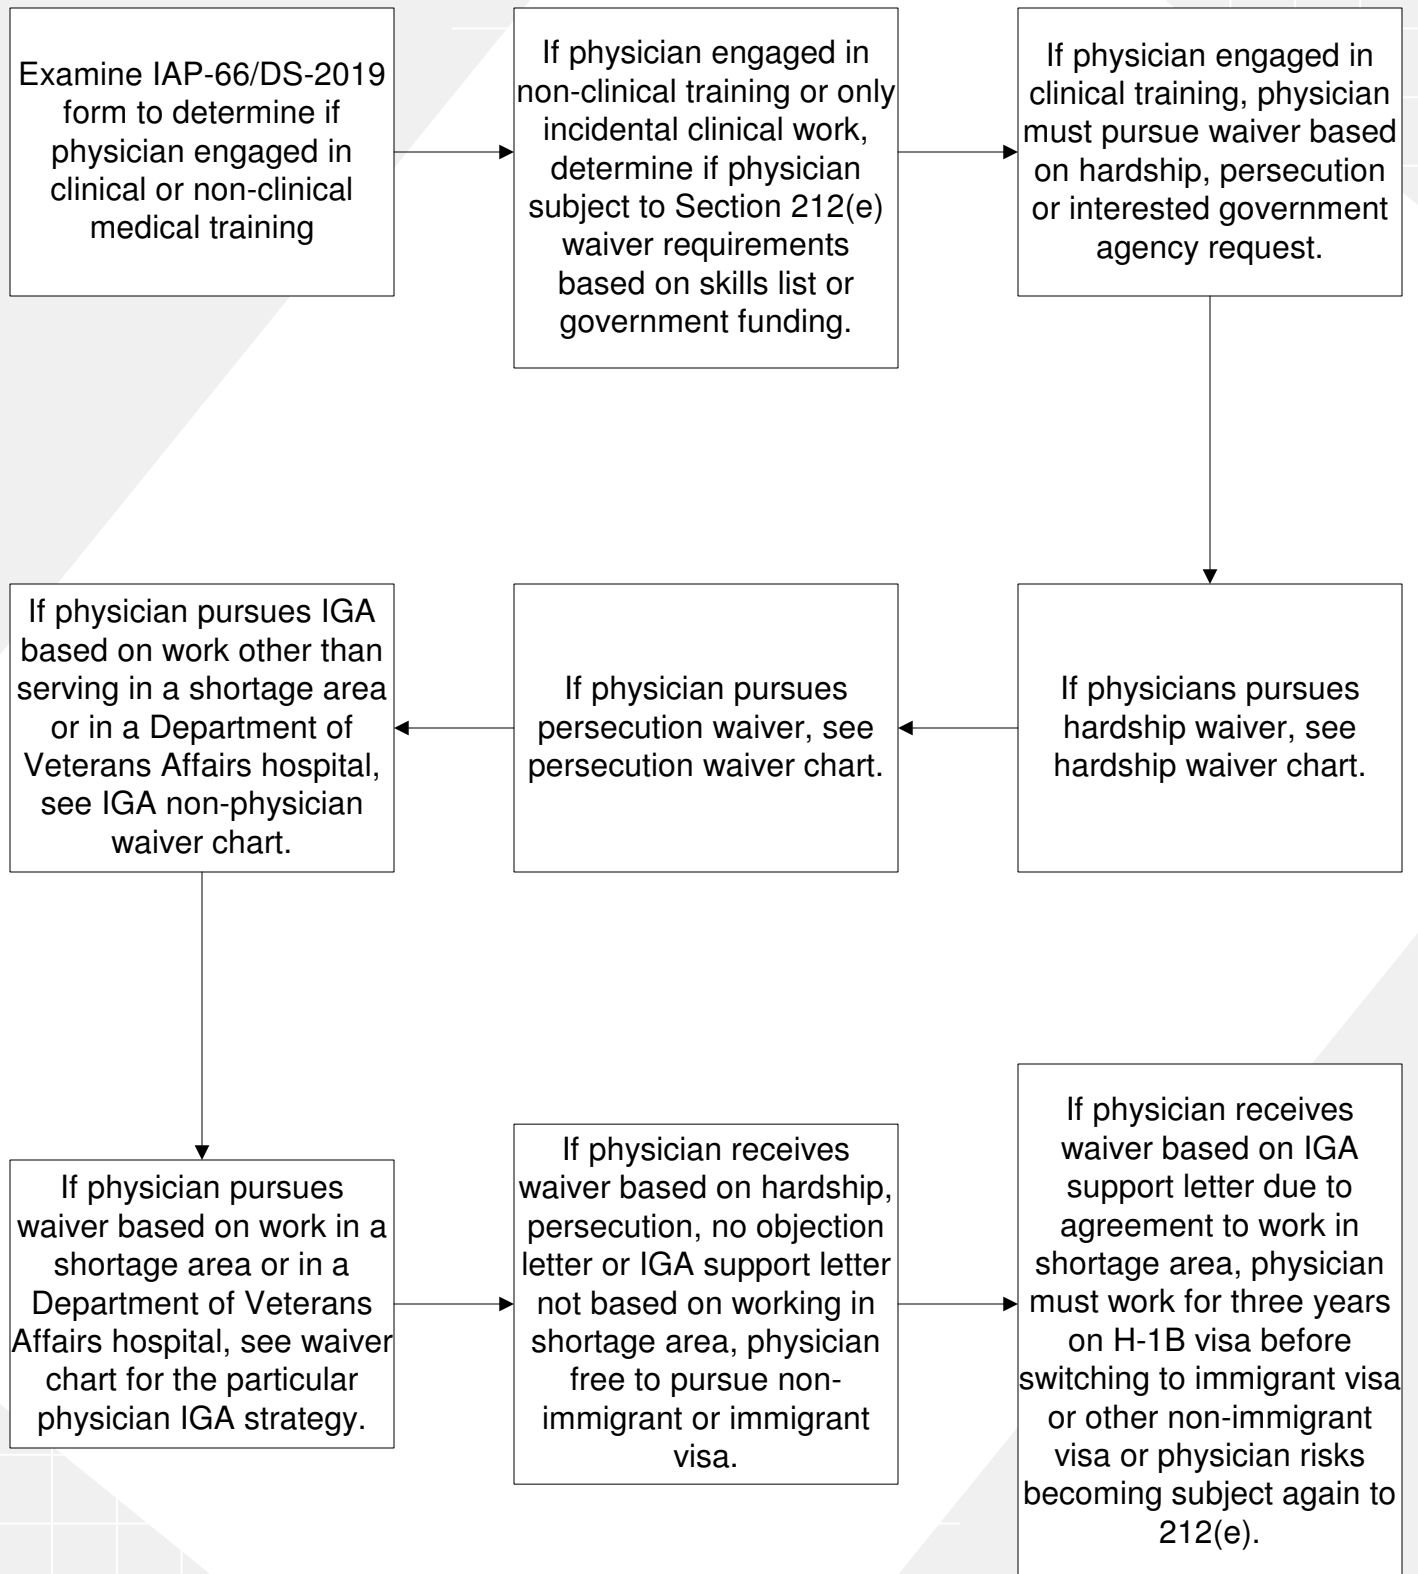 Examine IAP-66/DS-2019
form to determine if
physician engaged in
clinical or non-clinical
medical training
If physician engaged in
non-clinical training or only
incidental clinical work,
determine if physician
subject to Section 212(e)
waiver requirements
based on skills list or
government funding.
If physician engaged in
clinical training, physician
must pursue waiver based
on hardship, persecution
or interested government
agency request.
If physicians pursues
hardship waiver, see
hardship waiver chart.
If physician pursues
persecution waiver, see
persecution waiver chart.
If physician pursues IGA
based on work other than
serving in a shortage area
or in a Department of
Veterans Affairs hospital,
see IGA non-physician
waiver chart.
If physician pursues
waiver based on work in a
shortage area or in a
Department of Veterans
Affairs hospital, see waiver
chart for the particular
physician IGA strategy.
If physician receives
waiver based on hardship,
persecution, no objection
letter or IGA support letter
not based on working in
shortage area, physician
free to pursue non-
immigrant or immigrant
visa.
If physician receives
waiver based on IGA
support letter due to
agreement to work in
shortage area, physician
must work for three years
on H-1B visa before
switching to immigrant visa
or other non-immigrant
visa or physician risks
becoming subject again to
212(e).